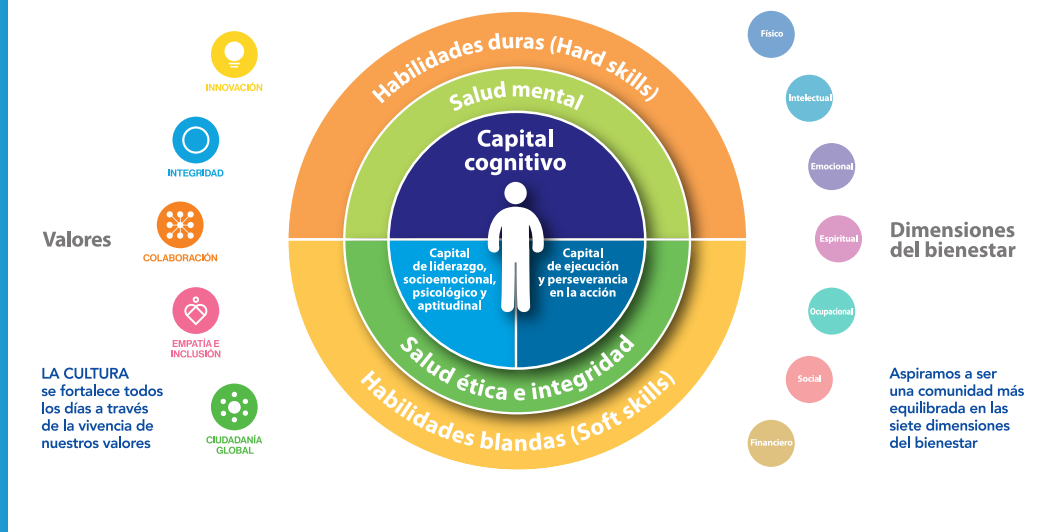 Valores
INNOVACIÓN
INTEGRIDAD
COLABORACIÓN
EMPATÍA E
INCLUSIÓN
CIUDADANÍA
GLOBAL
LA CULTURA
se fortalece todos
los días a través
de la vivencia de
nuestros valores
Habilidades duras (Hard skills)
Salud mental
Capital
cognitivo
Capital
de liderazgo,
socioemocional,
psicológico y
aptitudinal
Capital
de ejecución
y perseverancia
en la acción
Salud ética e integridad
Habilidades blandas (Soft skills)
Físico
Intelectual
Emocional
Espiritual
Ocupacional
Social
Financiero
Dimensiones
del bienestar
Aspiramos a ser
una comunidad más
equilibrada en las
siete dimensiones
del bienestar